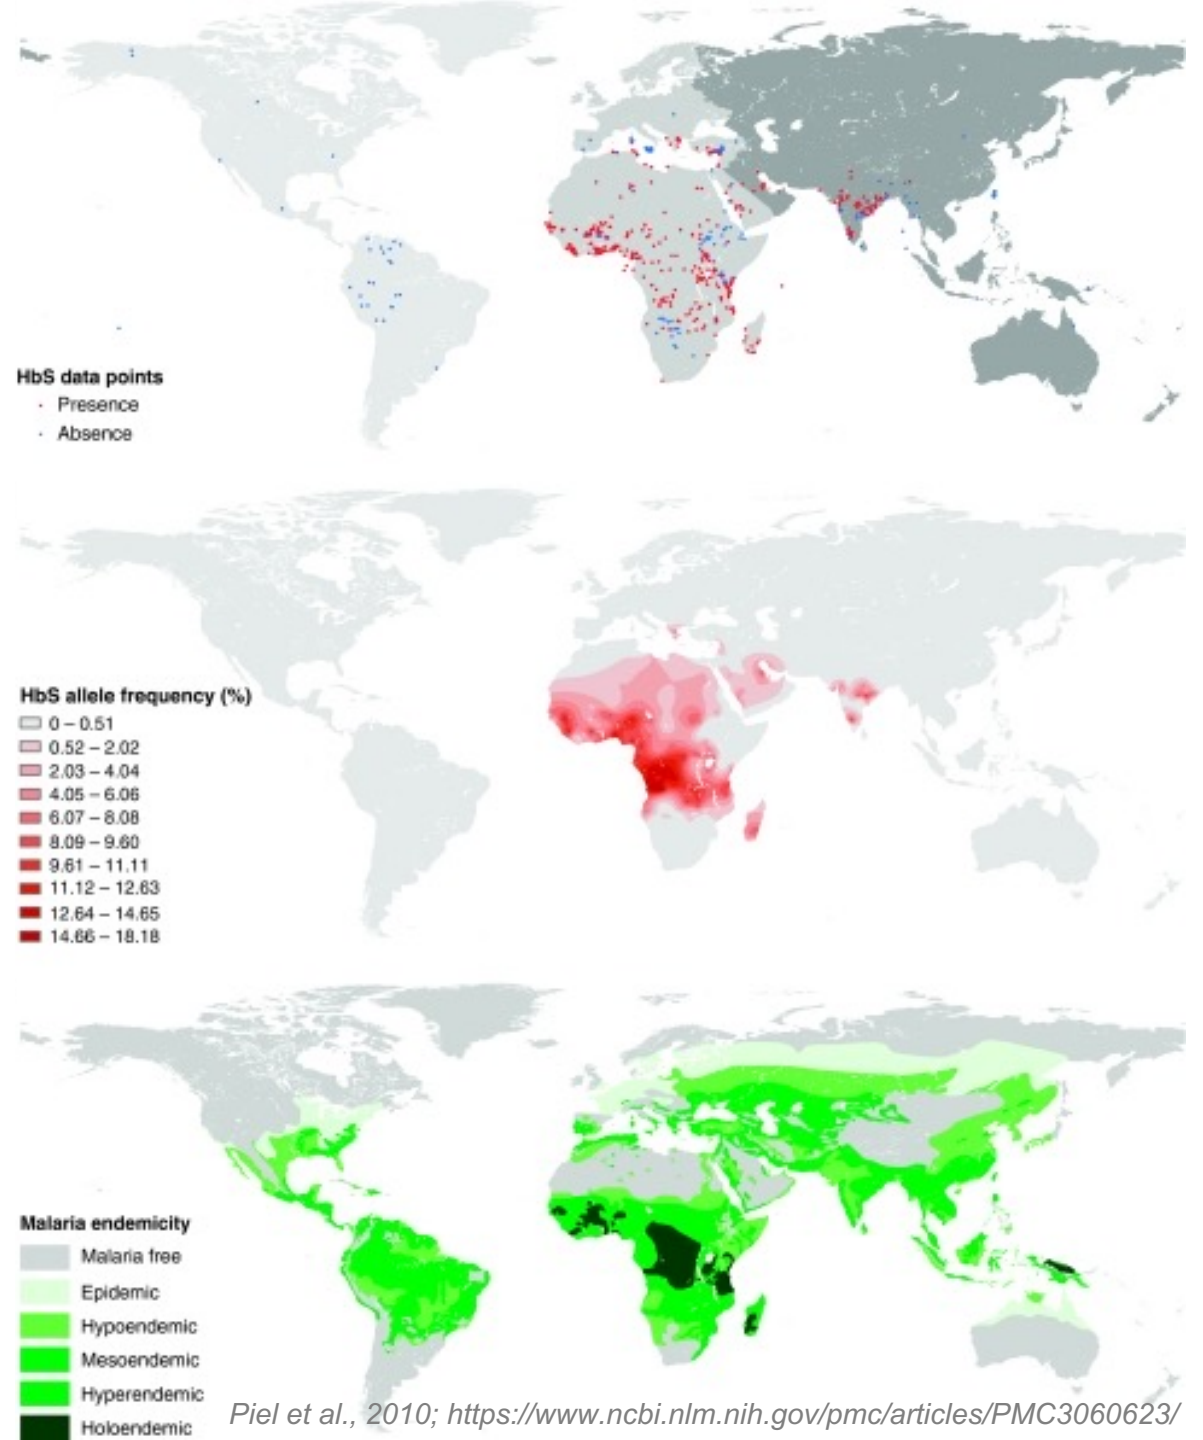 HbS data points
Presence
Absence
HbS allele frequency (%)
0 – 0.51
0.52 – 2.02
2.03 – 4.04
4.05 – 6.06
6.07 – 8.08
8.09 – 9.60
9.61 – 11.11
11.12 – 12.63
12.64 – 14.65
14.66 – 18.18
Malaria endemicity
Malaria free
Epidemic
Hypoendemic
Mesoendemic
Hyperendemic
Holoendemic
Piel et al., 2010; https://www.ncbi.nlm.nih.gov/pmc/articles/PMC3060623/